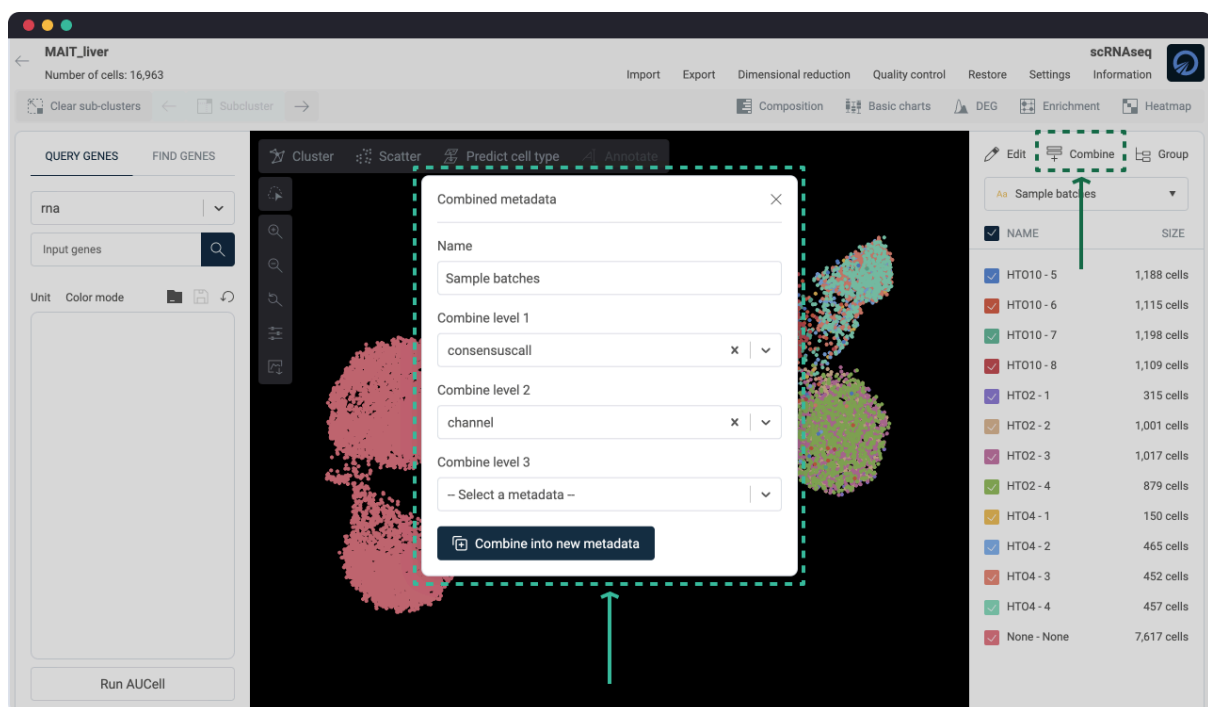 MAIT_liver
Number of cells: 16,963
scRNAseq
Import Export Dimensional reduction Quality control Restore Settings Information
Clear sub-clusters Subcluster
Composition Basic charts DEG Enrichment Heatmap
QUERY GENES FIND GENES
rna
Input genes
Unit Color mode
Run AUCell
Cluster Scatter Predict cell type Annotate
Combined metadata
Name
Sample batches
Combine level 1
consensuscall
Combine level 2
channel
Combine level 3
-- Select a metadata --
Combine into new metadata
Edit Combine Group
Aa Sample batches
NAME SIZE
HTO10 - 5 1,188 cells
HTO10 - 6 1,115 cells
HTO10 - 7 1,198 cells
HTO10 - 8 1,109 cells
HTO2 - 1 315 cells
HTO2 - 2 1,001 cells
HTO2 - 3 1,017 cells
HTO2 - 4 879 cells
HTO4 - 1 150 cells
HTO4 - 2 465 cells
HTO4 - 3 452 cells
HTO4 - 4 457 cells
None - None 7,617 cells